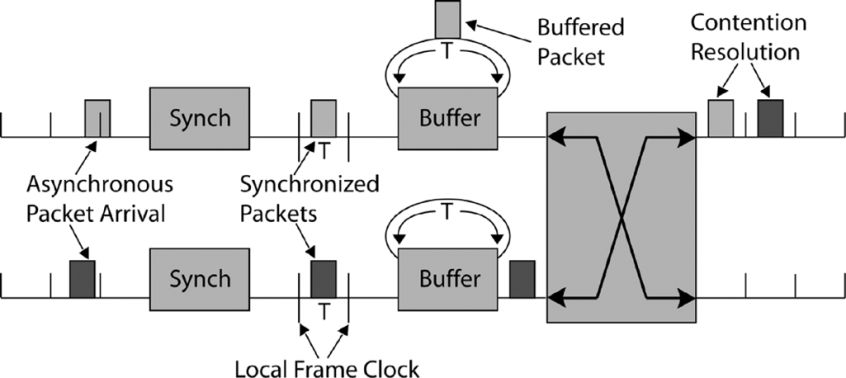 Buffered
Packet
Contention
Resolution
T
Synch
Buffer
T
Asynchronous
Packet Arrival
Synchronized
Packets
T
Synch
Buffer
T
Local Frame Clock